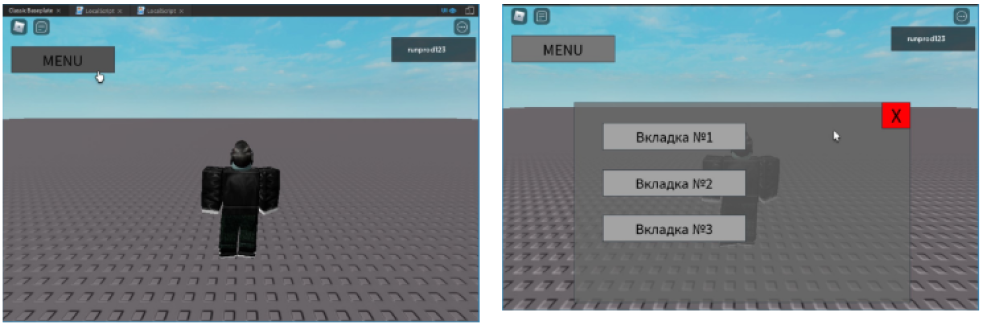 Classic Baseplate × LocalScript × LocalScript ×
runprod123
MENU
runprod123
MENU
X
Вкладка №1
Вкладка №2
Вкладка №3